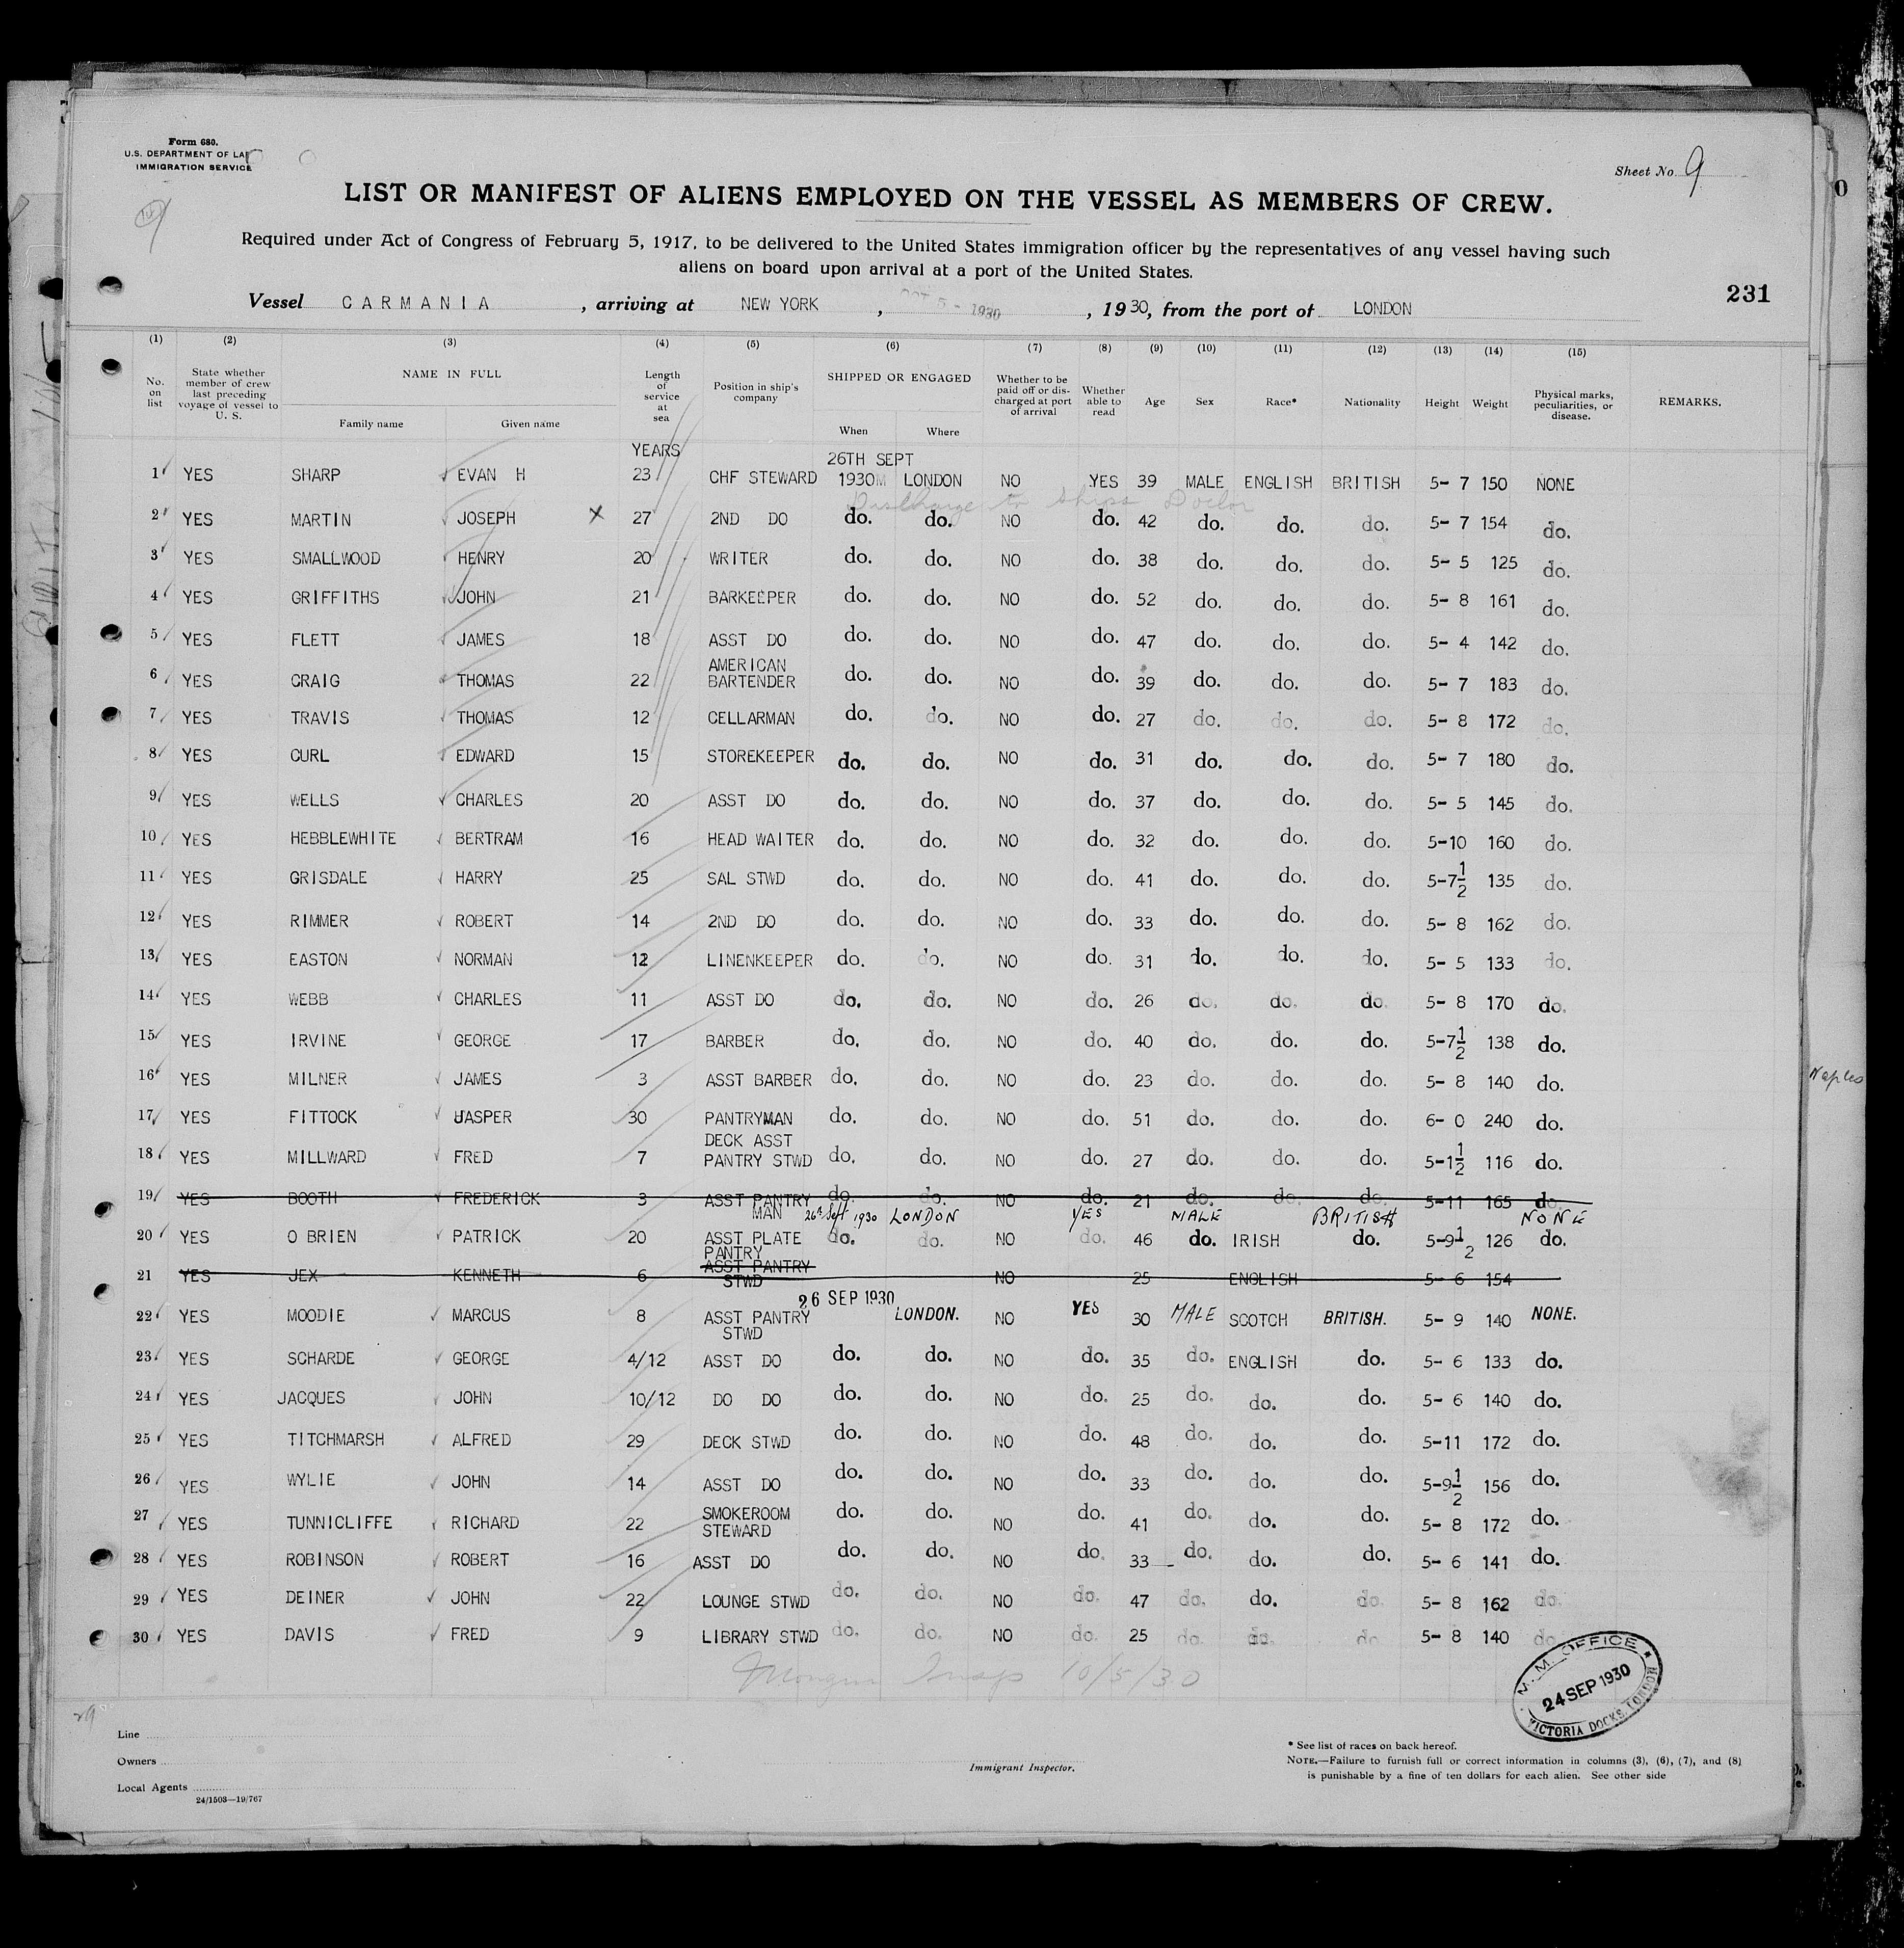 Form 680.
U.S. DEPARTMENT OF LA
IMMIGRATION SERVICE
Sheet No. 9
LIST OR MANIFEST OF ALIENS EMPLOYED ON THE VESSEL AS MEMBERS OF CREW.
Required under Act of Congress of February 5, 1917, to be delivered to the United States immigration officer by the representatives of any vessel having such
aliens on board upon arrival at a port of the United States.
231
Vessel CARMANIA, arriving at NEW YORK, OCT 5 - 1930, 1930, from the port of LONDON
(1) (2) (3) (4) (5) (6) (7) (8) (9) (10) (11) (12) (13) (14) (15)
No. on list State whether member of crew last preceding voyage of vessel to U. S. NAME IN FULL Family name Given name Length of service at sea Position in ship's company SHIPPED OR ENGAGED When Where Whether to be paid off or discharged at port of arrival Whether able to read Age Sex Race* Nationality Height Weight Physical marks, peculiarities, or disease. REMARKS.
YEARS 26TH SEPT
1 YES SHARP EVAN H 23 CHF STEWARD 1930 LONDON NO YES 39 MALE ENGLISH BRITISH 5- 7 150 NONE
Discharge to Ships Doctor
2 YES MARTIN JOSEPH X 27 2ND DO do. do. NO do. 42 do. do. do. 5- 7 154 do.
3 YES SMALLWOOD HENRY 20 WRITER do. do. NO do. 38 do. do. do. 5- 5 125 do.
4 YES GRIFFITHS JOHN 21 BARKEEPER do. do. NO do. 52 do. do. do. 5- 8 161 do.
5 YES FLETT JAMES 18 ASST DO do. do. NO do. 47 do. do. do. 5- 4 142 do.
6 YES CRAIG THOMAS 22 AMERICAN BARTENDER do. do. NO do. 39 do. do. do. 5- 7 183 do.
7 YES TRAVIS THOMAS 12 CELLARMAN do. do. NO do. 27 do. do. do. 5- 8 172 do.
8 YES CURL EDWARD 15 STOREKEEPER do. do. NO do. 31 do. do. do. 5- 7 180 do.
9 YES WELLS CHARLES 20 ASST DO do. do. NO do. 37 do. do. do. 5- 5 145 do.
10 YES HEBBLEWHITE BERTRAM 16 HEAD WAITER do. do. NO do. 32 do. do. do. 5-10 160 do.
11 YES GRISDALE HARRY 25 SAL STWD do. do. NO do. 41 do. do. do. 5-7½ 135 do.
12 YES RIMMER ROBERT 14 2ND DO do. do. NO do. 33 do. do. do. 5- 8 162 do.
13 YES EASTON NORMAN 12 LINENKEEPER do. do. NO do. 31 do. do. do. 5- 5 133 do.
14 YES WEBB CHARLES 11 ASST DO do. do. NO do. 26 do. do. do. 5- 8 170 do.
15 YES IRVINE GEORGE 17 BARBER do. do. NO do. 40 do. do. do. 5-7½ 138 do.
16 YES MILNER JAMES 3 ASST BARBER do. do. NO do. 23 do. do. do. 5- 8 140 do.
17 YES FITTOCK JASPER 30 PANTRYMAN do. do. NO do. 51 do. do. do. 6- 0 240 do.
18 YES MILLWARD FRED 7 DECK ASST PANTRY STWD do. do. NO do. 27 do. do. do. 5-1½ 116 do.
19 YES BOOTH FREDERICK 3 ASST PANTRY MAN do. do. NO do. 21 do. do. do. 5-11 165 do.
26th Sept 1930 LONDON YES MALE BRITISH NONE
20 YES O BRIEN PATRICK 20 ASST PLATE PANTRY do. do. NO do. 46 do. IRISH do. 5-9½ 126 do.
21 YES JEX KENNETH 6 ASST PANTRY STWD NO 25 ENGLISH 5- 6 154
22 YES MOODIE MARCUS 8 ASST PANTRY STWD 26 SEP 1930 LONDON. NO YES 30 MALE SCOTCH BRITISH. 5- 9 140 NONE.
23 YES SCHARDE GEORGE 4/12 ASST DO do. do. NO do. 35 do. ENGLISH do. 5- 6 133 do.
24 YES JACQUES JOHN 10/12 DO DO do. do. NO do. 25 do. do. do. 5- 6 140 do.
25 YES TITCHMARSH ALFRED 29 DECK STWD do. do. NO do. 48 do. do. do. 5-11 172 do.
26 YES WYLIE JOHN 14 ASST DO do. do. NO do. 33 do. do. do. 5-9½ 156 do.
27 YES TUNNICLIFFE RICHARD 22 SMOKEROOM STEWARD do. do. NO do. 41 do. do. do. 5- 8 172 do.
28 YES ROBINSON ROBERT 16 ASST DO do. do. NO do. 33 do. do. do. 5- 6 141 do.
29 YES DEINER JOHN 22 LOUNGE STWD do. do. NO do. 47 do. do. do. 5- 8 162 do.
30 YES DAVIS FRED 9 LIBRARY STWD do. do. NO do. 25 do. do. do. 5- 8 140 do.
10/5/30
M. M. OFFICE
24 SEP 1930
VICTORIA DOCKS, LONDON
Naples
29
Line
Owners
Local Agents
24/1503—19/767
Immigrant Inspector.
* See list of races on back hereof.
NOTE.—Failure to furnish full or correct information in columns (3), (6), (7), and (8)
is punishable by a fine of ten dollars for each alien. See other side